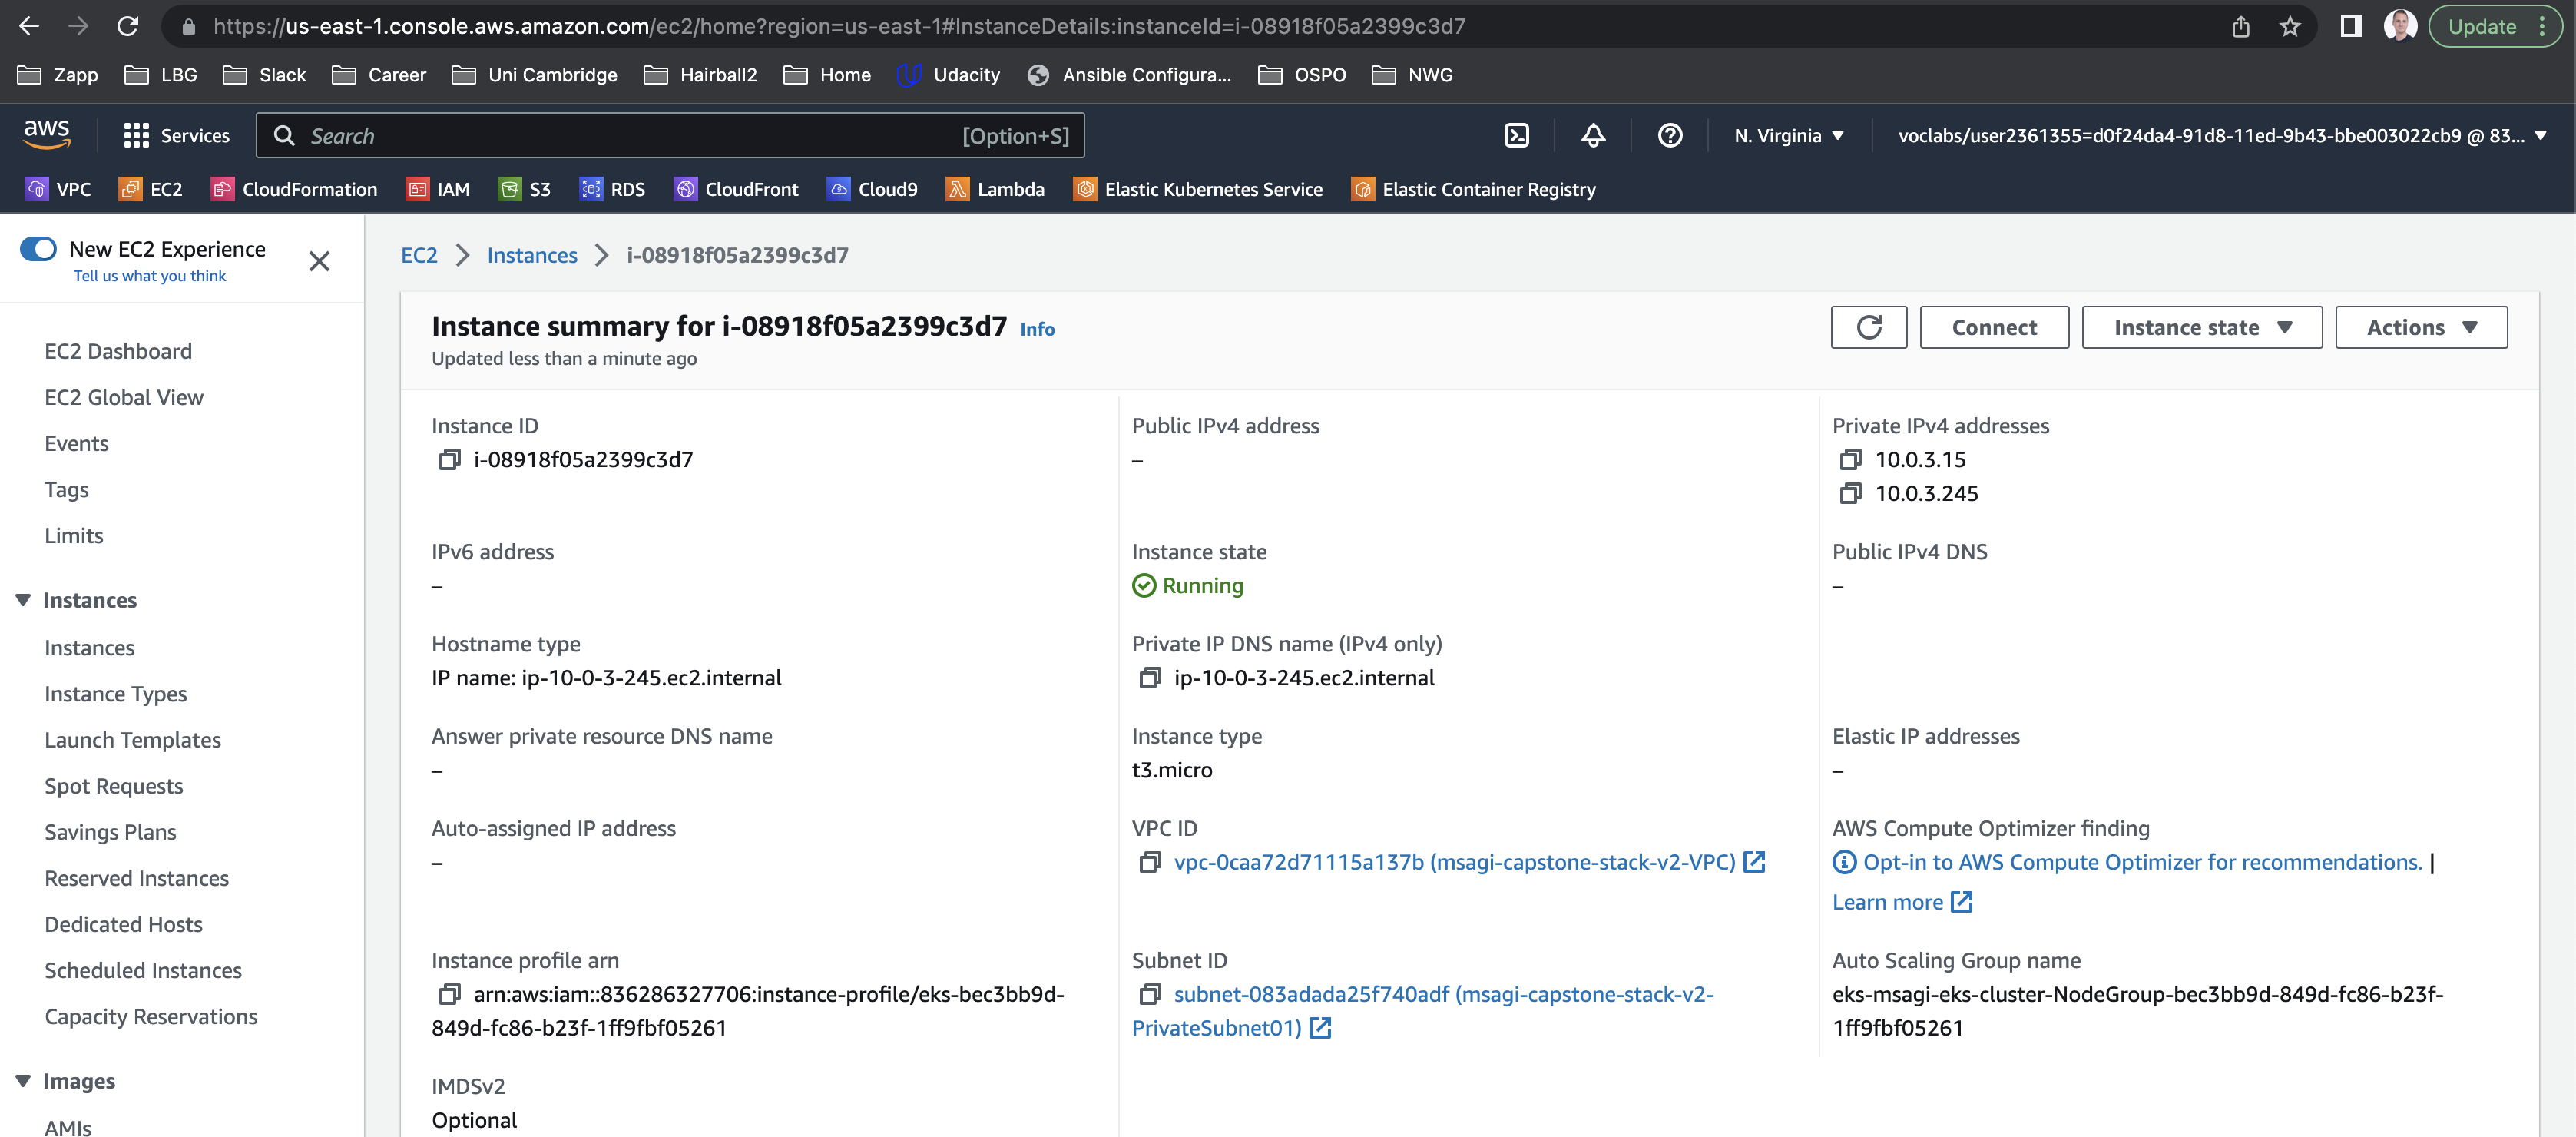 https://us-east-1.console.aws.amazon.com/ec2/home?region=us-east-1#InstanceDetails:instanceId=i-08918f05a2399c3d7
Update
Zapp LBG Slack Career Uni Cambridge Hairball2 Home Udacity Ansible Configura... OSPO NWG
aws Services Search [Option+S] N. Virginia voclabs/user2361355=d0f24da4-91d8-11ed-9b43-bbe003022cb9 @ 83...
VPC EC2 CloudFormation IAM S3 RDS CloudFront Cloud9 Lambda Elastic Kubernetes Service Elastic Container Registry
New EC2 Experience
Tell us what you think
EC2 Dashboard
EC2 Global View
Events
Tags
Limits
Instances
Instances
Instance Types
Launch Templates
Spot Requests
Savings Plans
Reserved Instances
Dedicated Hosts
Scheduled Instances
Capacity Reservations
Images
AMIs
EC2 > Instances > i-08918f05a2399c3d7
Instance summary for i-08918f05a2399c3d7 Info
Updated less than a minute ago
Connect
Instance state
Actions
Instance ID
i-08918f05a2399c3d7
Public IPv4 address
–
Private IPv4 addresses
10.0.3.15
10.0.3.245
IPv6 address
–
Instance state
Running
Public IPv4 DNS
–
Hostname type
IP name: ip-10-0-3-245.ec2.internal
Private IP DNS name (IPv4 only)
ip-10-0-3-245.ec2.internal
Answer private resource DNS name
–
Instance type
t3.micro
Elastic IP addresses
–
Auto-assigned IP address
–
VPC ID
vpc-0caa72d71115a137b (msagi-capstone-stack-v2-VPC)
AWS Compute Optimizer finding
Opt-in to AWS Compute Optimizer for recommendations. |
Learn more
Instance profile arn
arn:aws:iam::836286327706:instance-profile/eks-bec3bb9d-
849d-fc86-b23f-1ff9fbf05261
Subnet ID
subnet-083adada25f740adf (msagi-capstone-stack-v2-
PrivateSubnet01)
Auto Scaling Group name
eks-msagi-eks-cluster-NodeGroup-bec3bb9d-849d-fc86-b23f-
1ff9fbf05261
IMDSv2
Optional